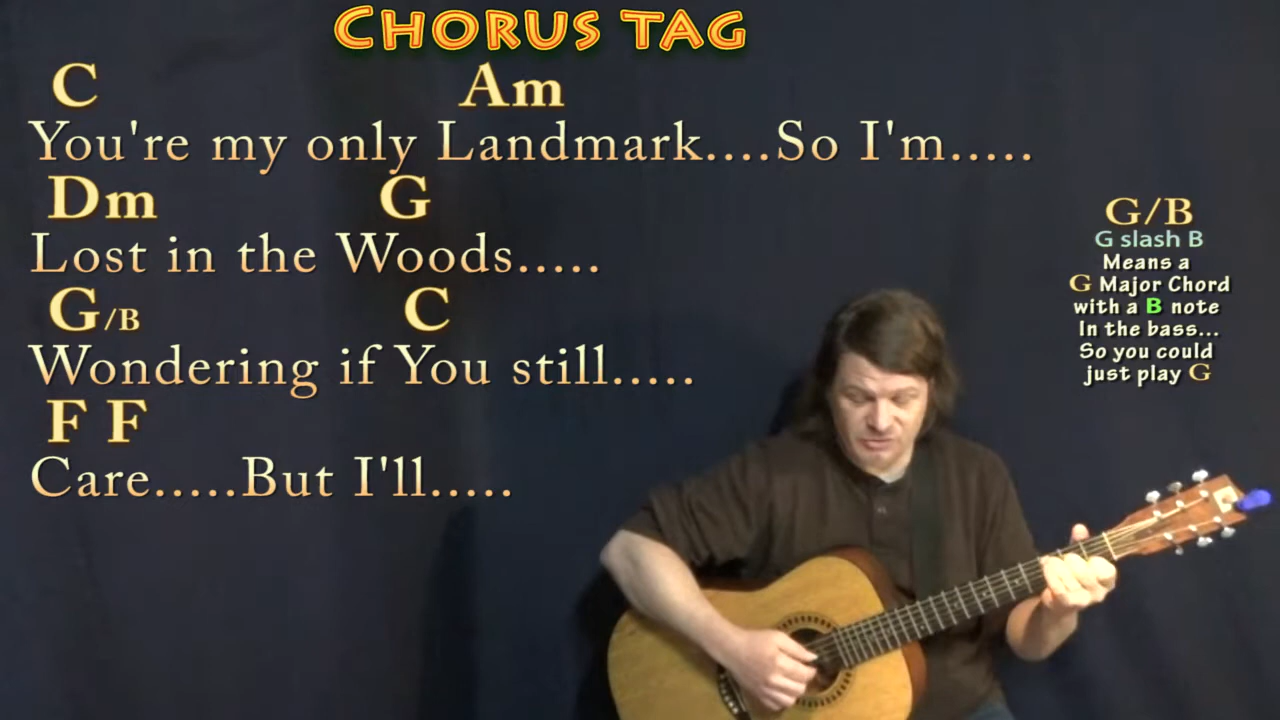 CHORUS TAG
C Am
You're my only Landmark....So I'm.....
Dm G
Lost in the Woods.....
G/B C
Wondering if You still.....
F F
Care.....But I'll.....
G/B
G slash B
Means a
G Major Chord
with a B note
In the bass...
So you could
just play G